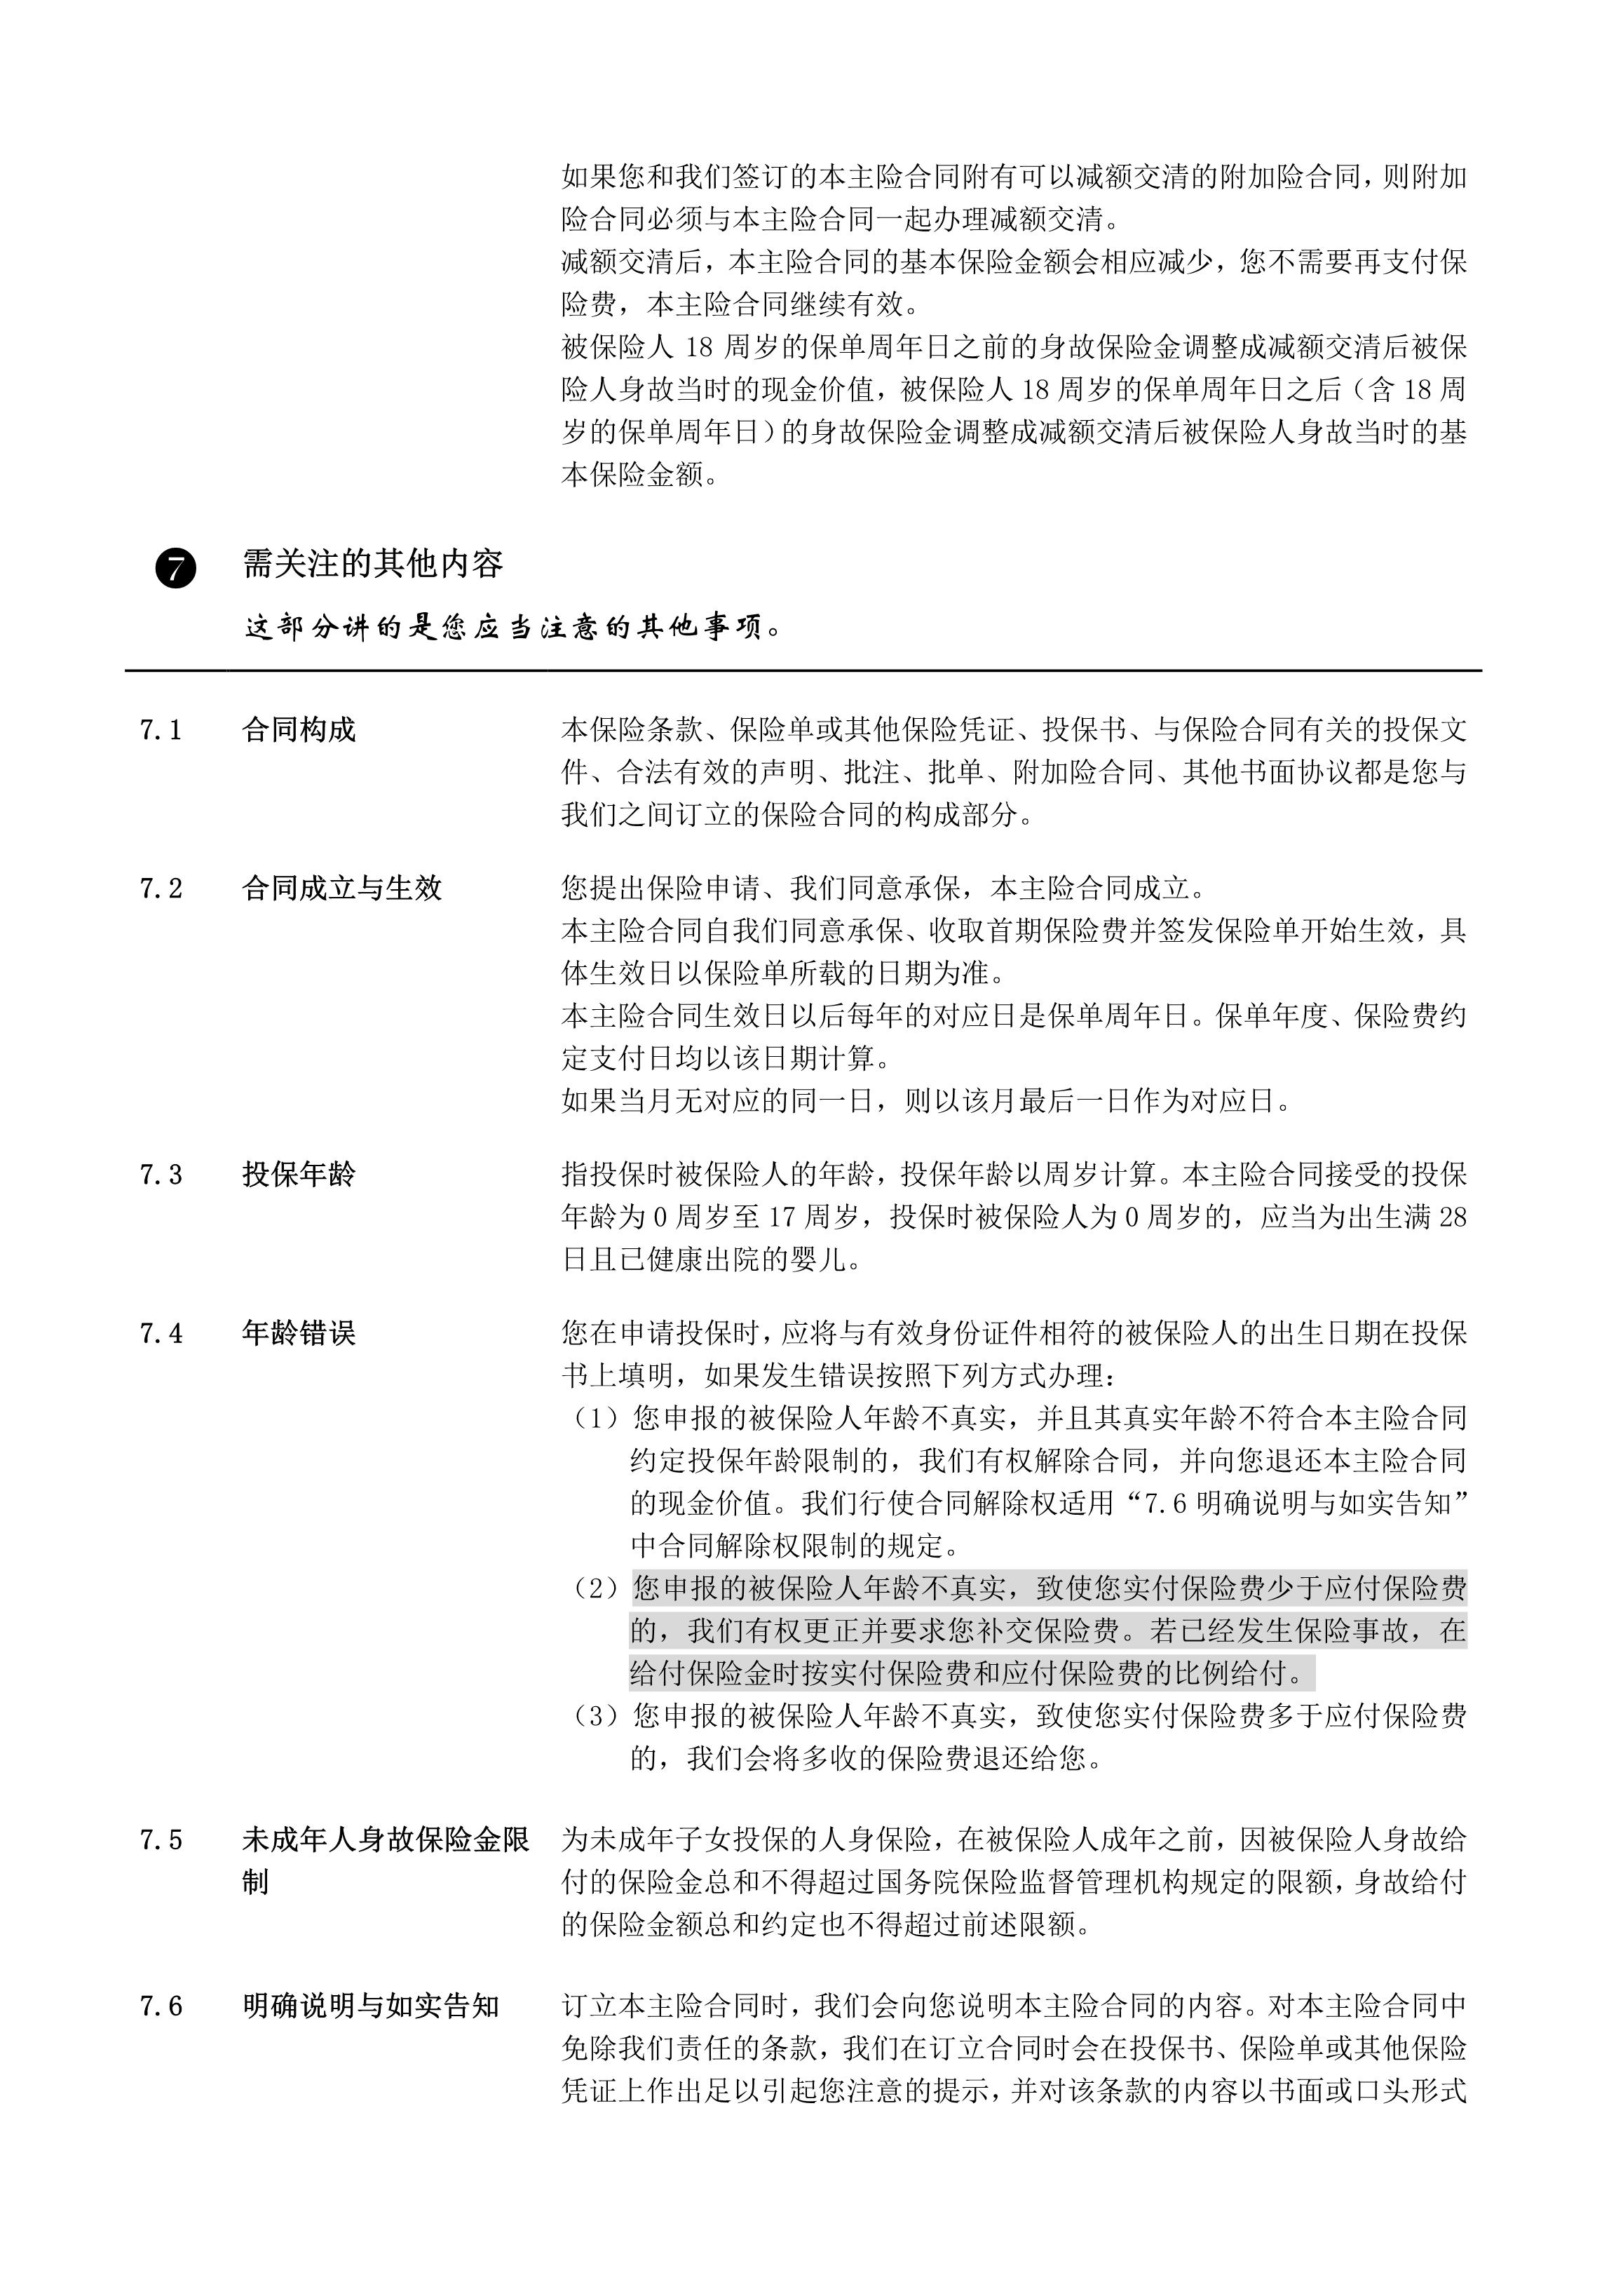 如果您和我们签订的本主险合同附有可以减额交清的附加险合同，则附加
险合同必须与本主险合同一起办理减额交清。
减额交清后，本主险合同的基本保险金额会相应减少，您不需要再支付保
险费，本主险合同继续有效。
被保险人 18 周岁的保单周年日之前的身故保险金调整成减额交清后被保
险人身故当时的现金价值，被保险人 18 周岁的保单周年日之后（含 18 周
岁的保单周年日）的身故保险金调整成减额交清后被保险人身故当时的基
本保险金额。
7 需关注的其他内容
这部分讲的是您应当注意的其他事项。
7.1 合同构成 本保险条款、保险单或其他保险凭证、投保书、与保险合同有关的投保文
件、合法有效的声明、批注、批单、附加险合同、其他书面协议都是您与
我们之间订立的保险合同的构成部分。
7.2 合同成立与生效 您提出保险申请、我们同意承保，本主险合同成立。
本主险合同自我们同意承保、收取首期保险费并签发保险单开始生效，具
体生效日以保险单所载的日期为准。
本主险合同生效日以后每年的对应日是保单周年日。保单年度、保险费约
定支付日均以该日期计算。
如果当月无对应的同一日，则以该月最后一日作为对应日。
7.3 投保年龄 指投保时被保险人的年龄，投保年龄以周岁计算。本主险合同接受的投保
年龄为 0 周岁至 17 周岁，投保时被保险人为 0 周岁的，应当为出生满 28
日且已健康出院的婴儿。
7.4 年龄错误 您在申请投保时，应将与有效身份证件相符的被保险人的出生日期在投保
书上填明，如果发生错误按照下列方式办理：
（1）您申报的被保险人年龄不真实，并且其真实年龄不符合本主险合同
约定投保年龄限制的，我们有权解除合同，并向您退还本主险合同
的现金价值。我们行使合同解除权适用“7.6 明确说明与如实告知”
中合同解除权限制的规定。
（2）您申报的被保险人年龄不真实，致使您实付保险费少于应付保险费
的，我们有权更正并要求您补交保险费。若已经发生保险事故，在
给付保险金时按实付保险费和应付保险费的比例给付。
（3）您申报的被保险人年龄不真实，致使您实付保险费多于应付保险费
的，我们会将多收的保险费退还给您。
7.5 未成年人身故保险金限 为未成年子女投保的人身保险，在被保险人成年之前，因被保险人身故给
制 付的保险金总和不得超过国务院保险监督管理机构规定的限额，身故给付
的保险金额总和约定也不得超过前述限额。
7.6 明确说明与如实告知 订立本主险合同时，我们会向您说明本主险合同的内容。对本主险合同中
免除我们责任的条款，我们在订立合同时会在投保书、保险单或其他保险
凭证上作出足以引起您注意的提示，并对该条款的内容以书面或口头形式